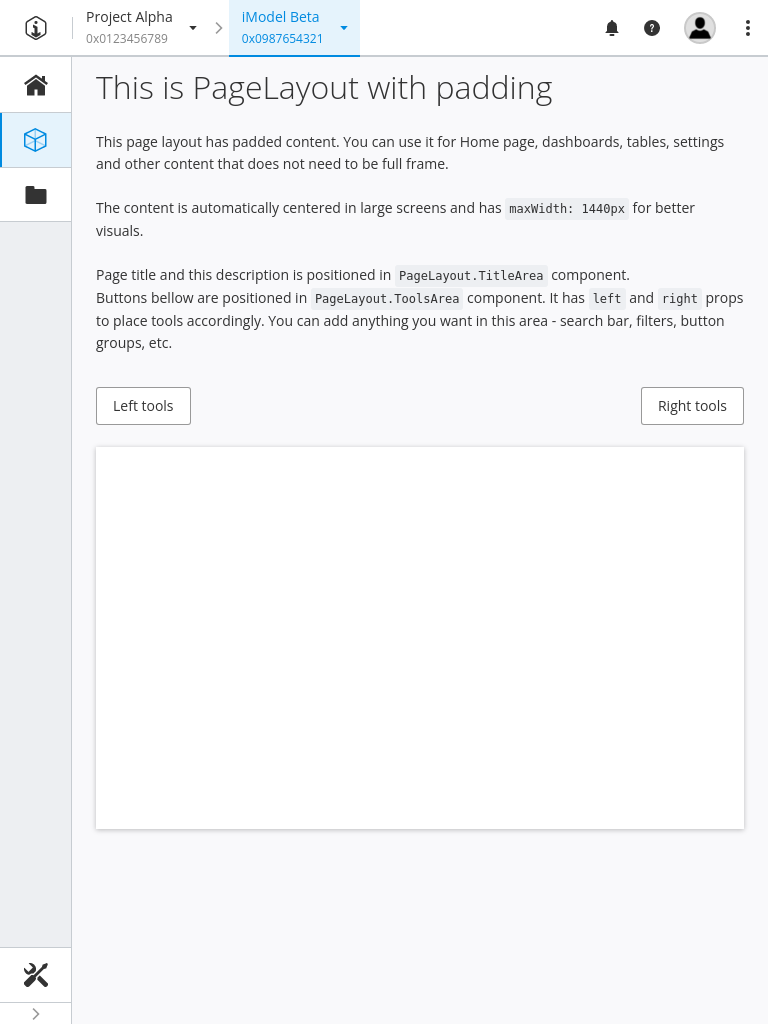 Project Alpha
0x0123456789
iModel Beta
0x0987654321
This is PageLayout with padding
This page layout has padded content. You can use it for Home page, dashboards, tables, settings
and other content that does not need to be full frame.
The content is automatically centered in large screens and has maxWidth: 1440px for better
visuals.
Page title and this description is positioned in PageLayout.TitleArea component.
Buttons bellow are positioned in PageLayout.ToolsArea component. It has left and right props
to place tools accordingly. You can add anything you want in this area - search bar, filters, button
groups, etc.
Left tools
Right tools